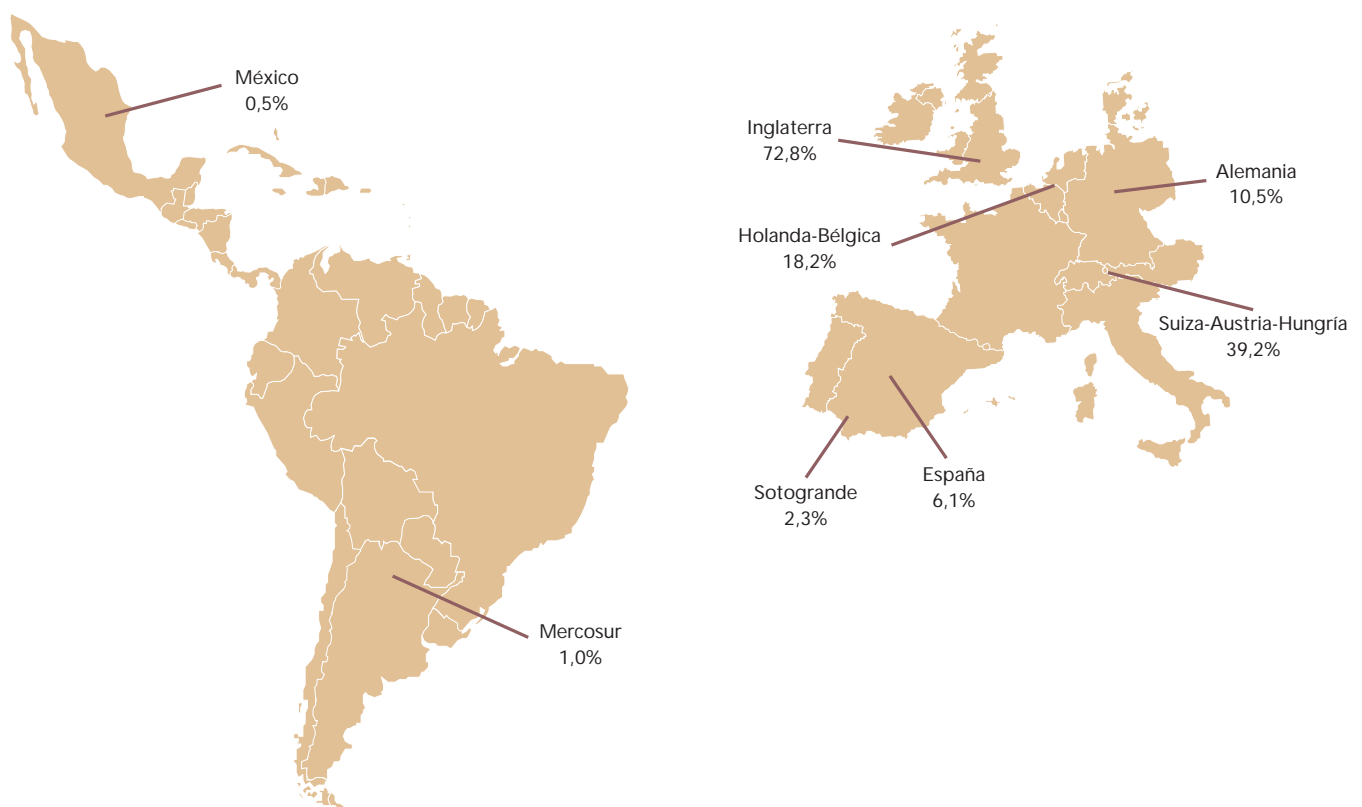 México
0,5%
Inglaterra
72,8%
Alemania
10,5%
Holanda-Bélgica
18,2%
Suiza-Austria-Hungría
39,2%
España
6,1%
Sotogrande
2,3%
Mercosur
1,0%